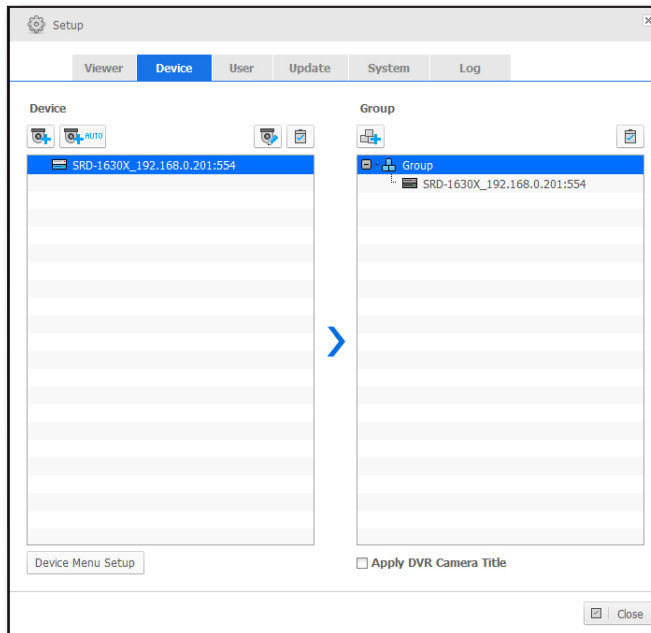 Setup
Viewer Device User Update System Log
Device Group
AUTO
SRD-1630X_192.168.0.201:554 Group
SRD-1630X_192.168.0.201:554
Device Menu Setup Apply DVR Camera Title
Close